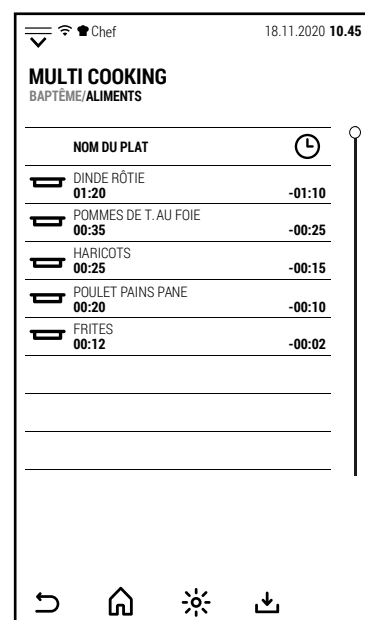 Chef 18.11.2020 10.45
MULTI COOKING
BAPTÊME/ALIMENTS
NOM DU PLAT
DINDE RÔTIE
01:20 -01:10
POMMES DE T. AU FOIE
00:35 -00:25
HARICOTS
00:25 -00:15
POULET PAINS PANE
00:20 -00:10
FRITES
00:12 -00:02